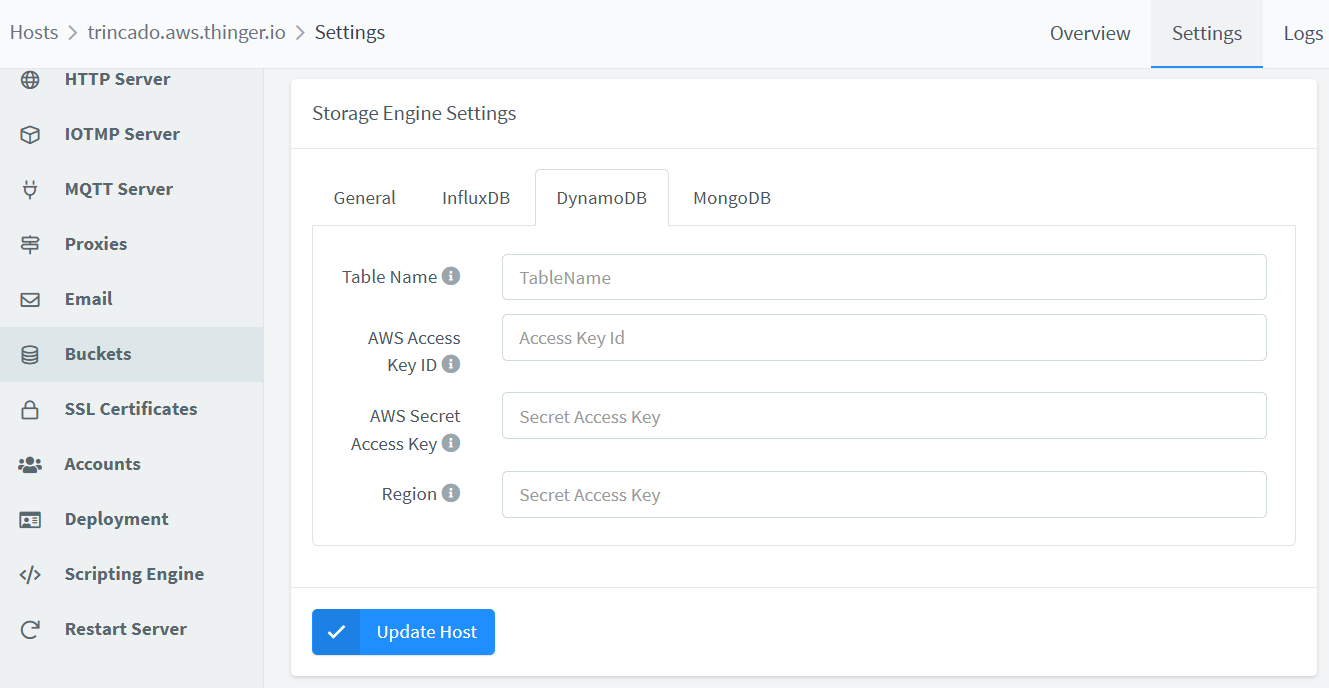 Hosts > trincado.aws.thinger.io > Settings
Overview
Settings
Logs
HTTP Server
IOTMP Server
MQTT Server
Proxies
Email
Buckets
SSL Certificates
Accounts
Deployment
Scripting Engine
Restart Server
Storage Engine Settings
General
InfluxDB
DynamoDB
MongoDB
Table Name
TableName
AWS Access
Key ID
Access Key Id
AWS Secret
Access Key
Secret Access Key
Region
Secret Access Key
Update Host